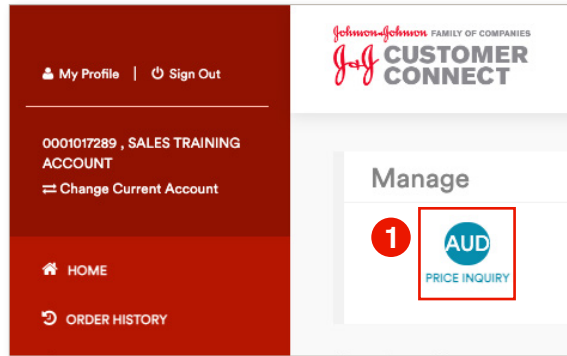 My Profile | Sign Out
0001017289 , SALES TRAINING
ACCOUNT
Change Current Account
HOME
ORDER HISTORY
Johnson&Johnson FAMILY OF COMPANIES
J&J CUSTOMER
CONNECT
Manage
1
AUD
PRICE INQUIRY